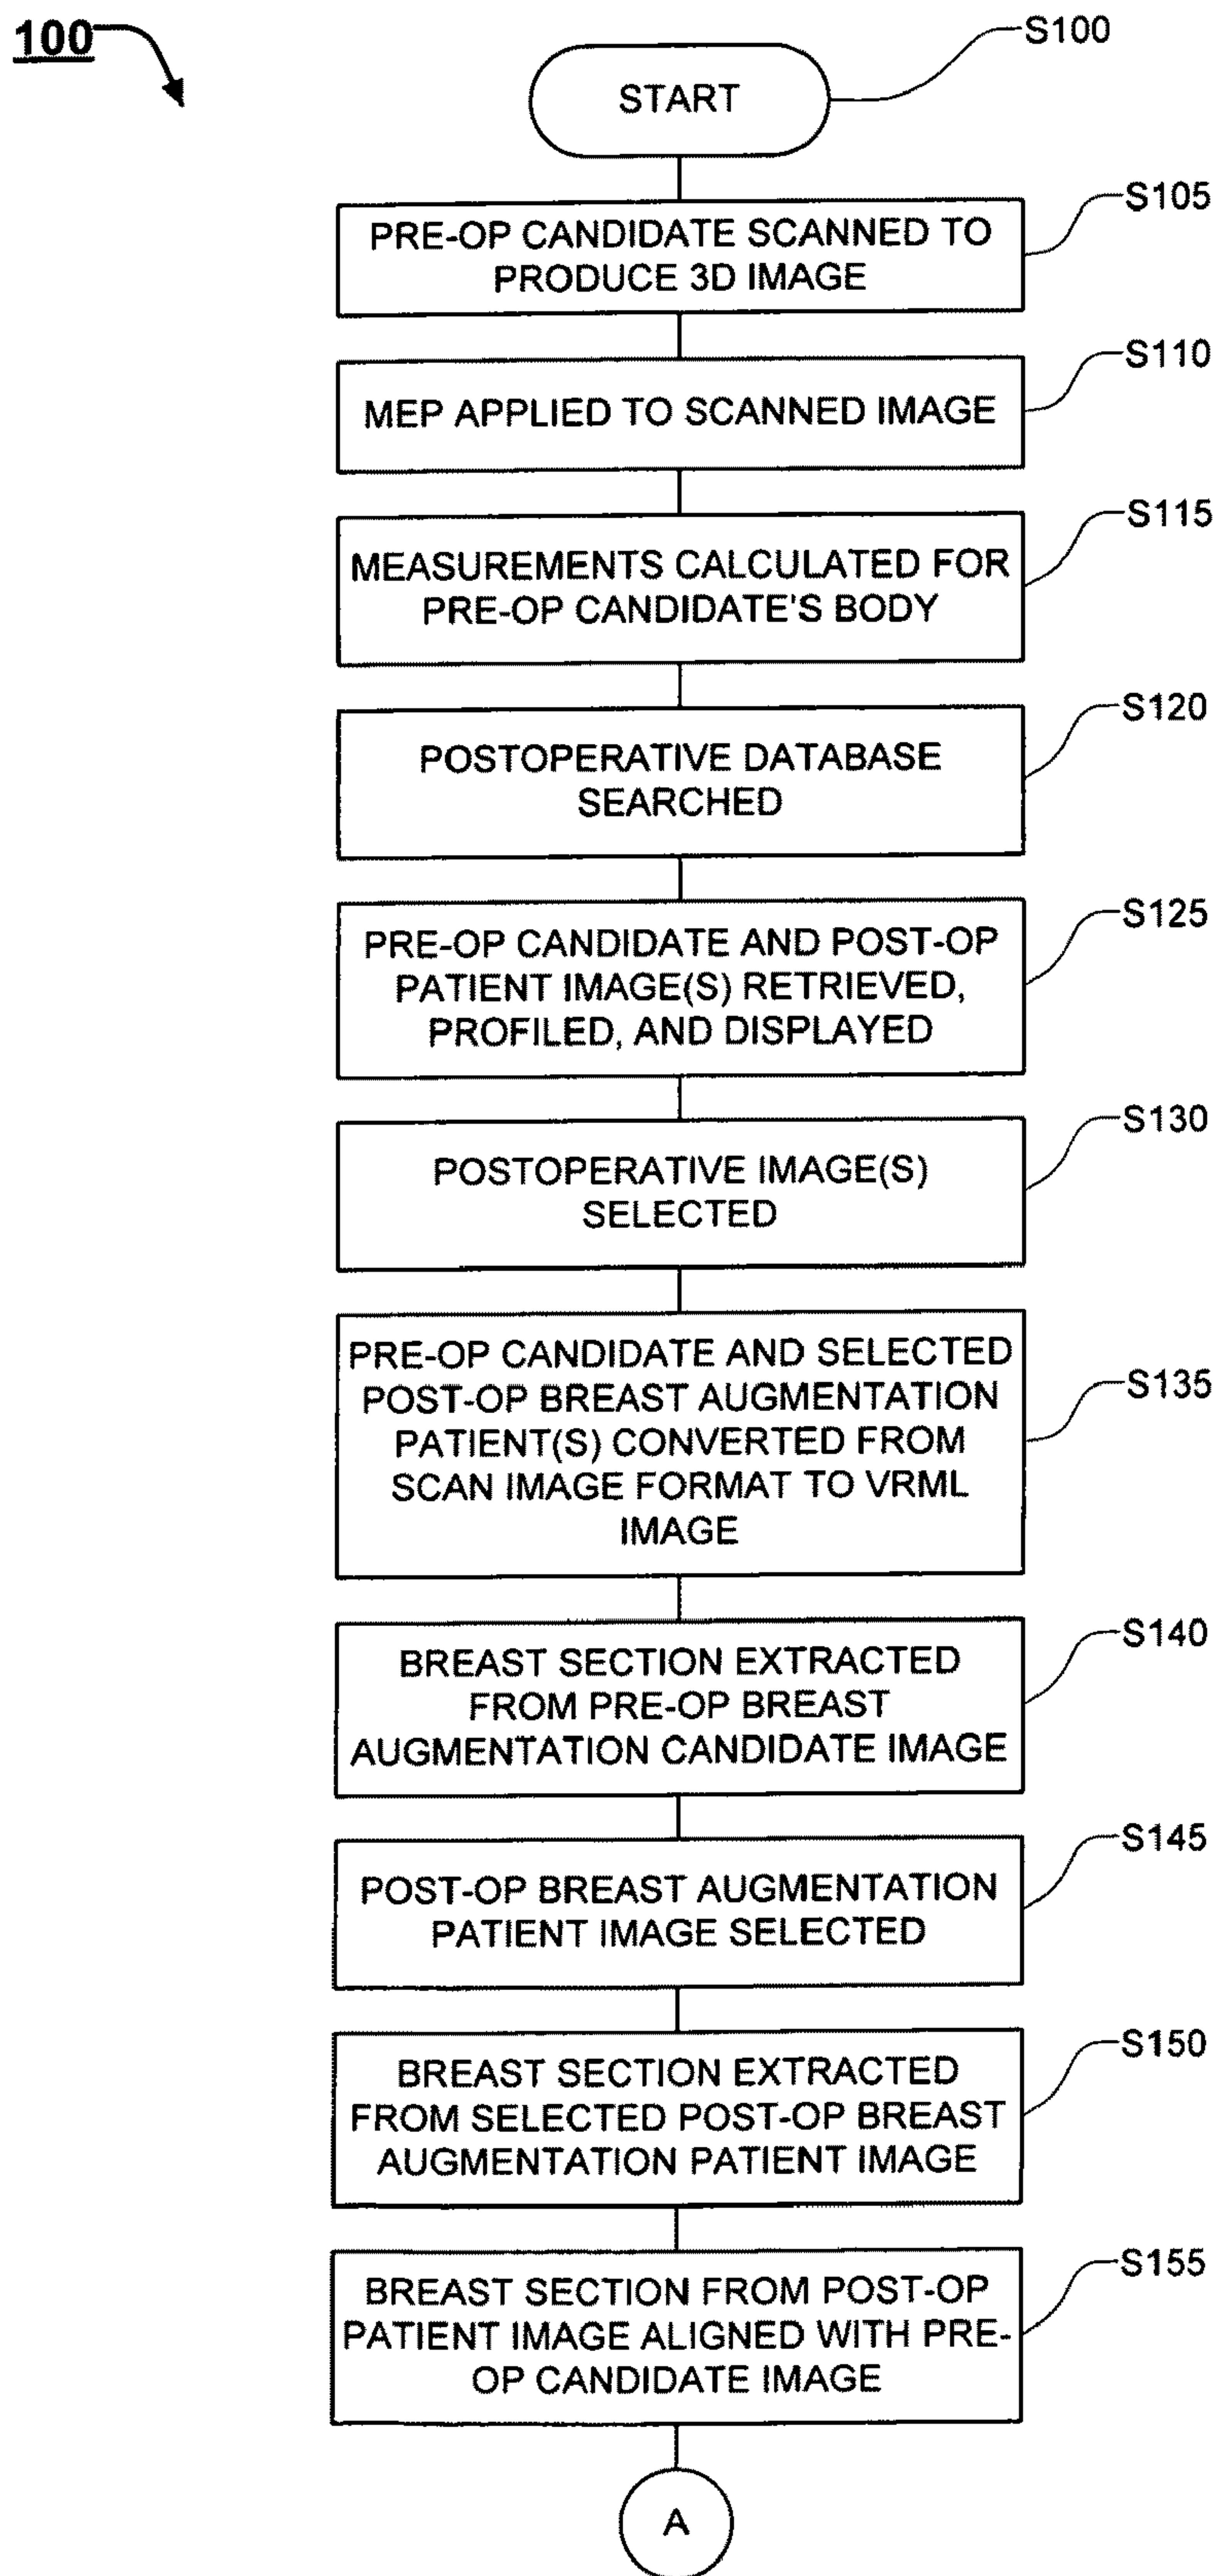 100
S100
START
S105
PRE-OP CANDIDATE SCANNED TO
PRODUCE 3D IMAGE
S110
MEP APPLIED TO SCANNED IMAGE
S115
MEASUREMENTS CALCULATED FOR
PRE-OP CANDIDATE'S BODY
S120
POSTOPERATIVE DATABASE
SEARCHED
S125
PRE-OP CANDIDATE AND POST-OP
PATIENT IMAGE(S) RETRIEVED,
PROFILED, AND DISPLAYED
S130
POSTOPERATIVE IMAGE(S)
SELECTED
S135
PRE-OP CANDIDATE AND SELECTED
POST-OP BREAST AUGMENTATION
PATIENT(S) CONVERTED FROM
SCAN IMAGE FORMAT TO VRML
IMAGE
S140
BREAST SECTION EXTRACTED
FROM PRE-OP BREAST
AUGMENTATION CANDIDATE IMAGE
S145
POST-OP BREAST AUGMENTATION
PATIENT IMAGE SELECTED
S150
BREAST SECTION EXTRACTED
FROM SELECTED POST-OP BREAST
AUGMENTATION PATIENT IMAGE
S155
BREAST SECTION FROM POST-OP
PATIENT IMAGE ALIGNED WITH PRE-
OP CANDIDATE IMAGE
A